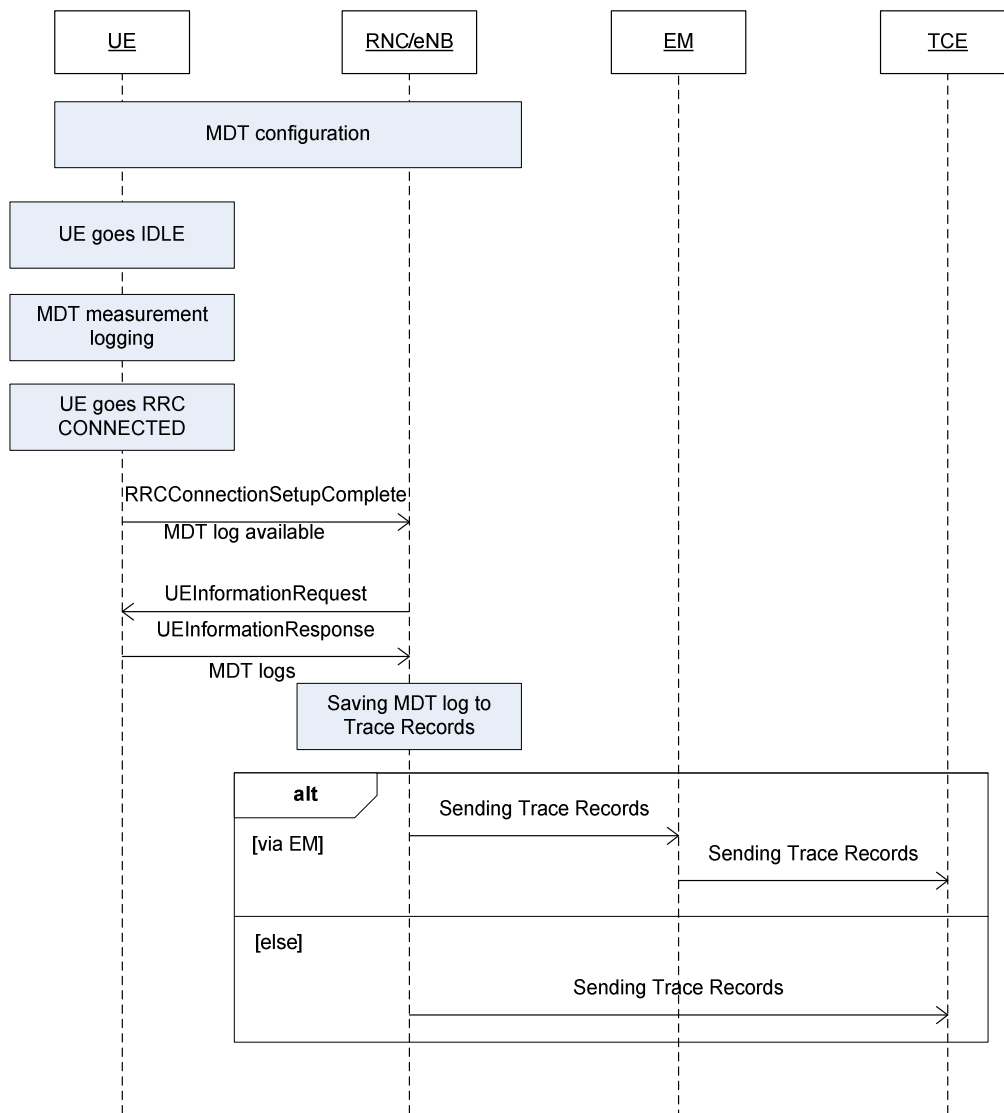 UE
RNC/eNB
EM
TCE
MDT configuration
UE goes IDLE
MDT measurement
logging
UE goes RRC
CONNECTED
RRCConnectionSetupComplete
MDT log available
UEInformationRequest
UEInformationResponse
MDT logs
Saving MDT log to
Trace Records
alt
Sending Trace Records
[via EM]
Sending Trace Records
[else]
Sending Trace Records